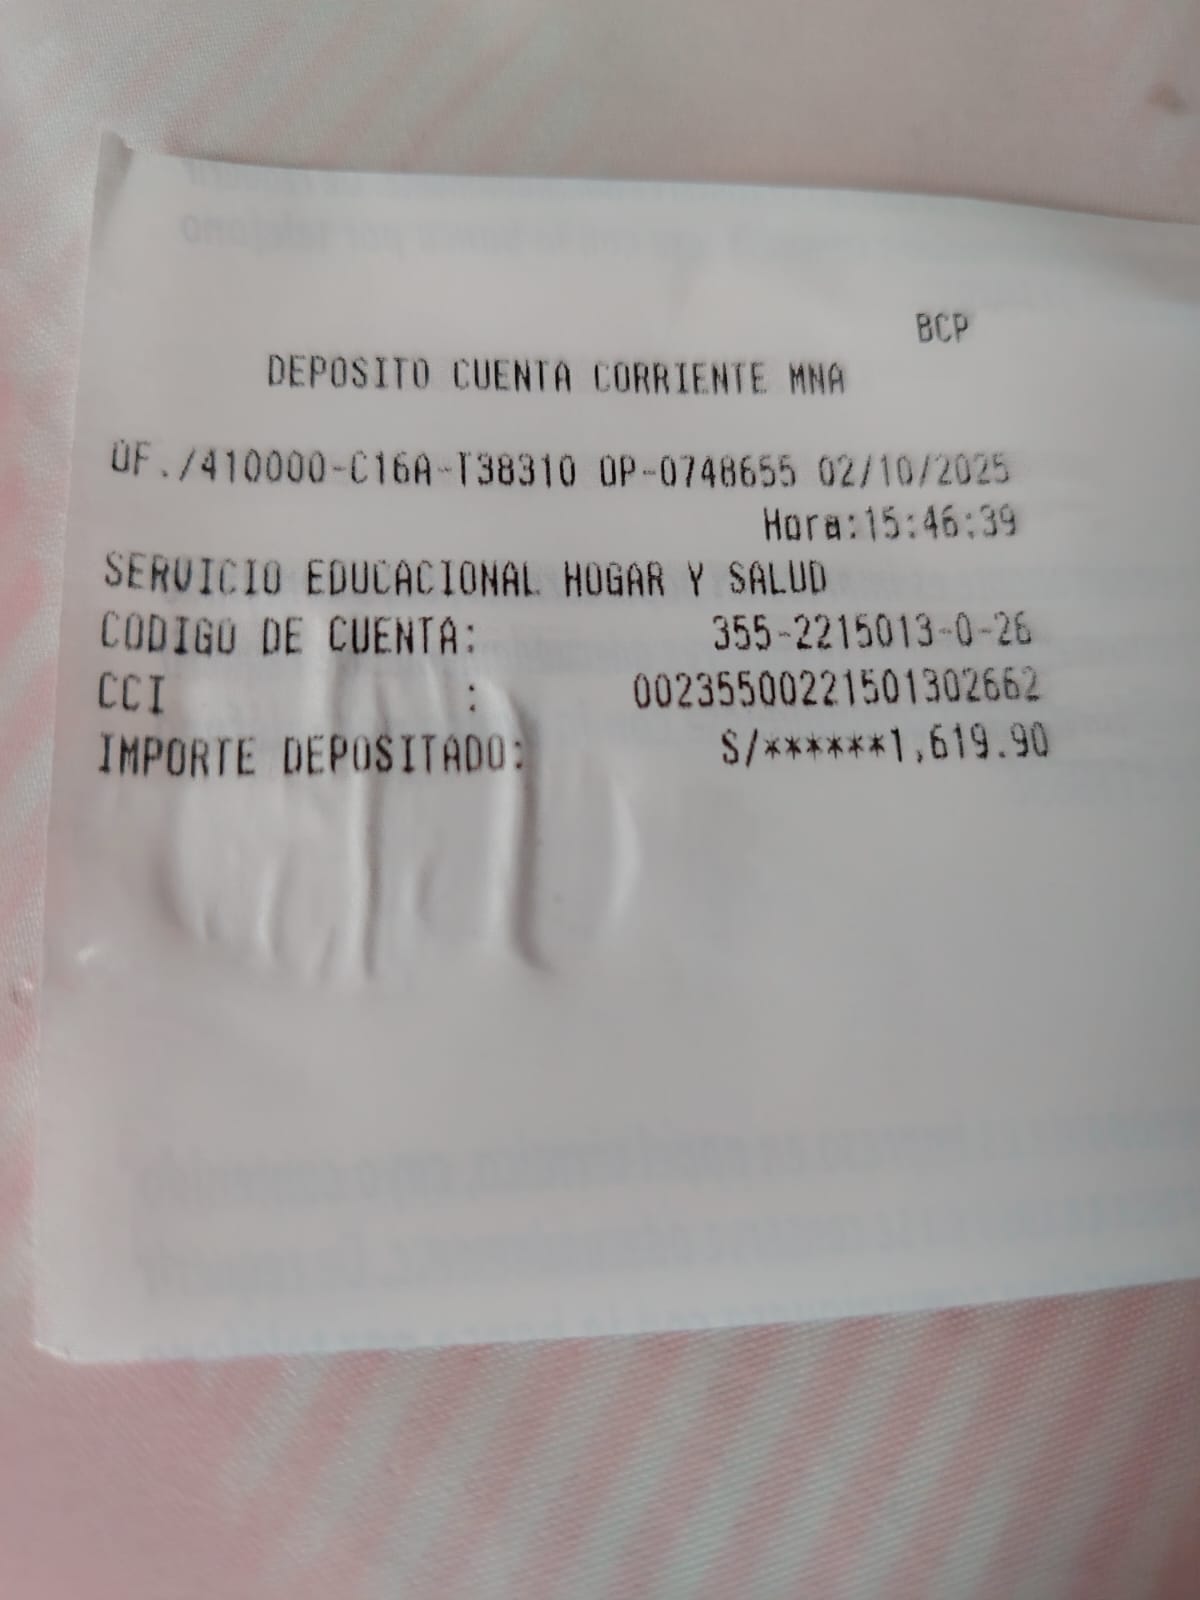 BCP
DEPOSITO CUENTA CORRIENTE MNA
OF./410000-C16A-T38310 OP-0748655 02/10/2025
Hora:15:46:39
SERVICIO EDUCACIONAL HOGAR Y SALUD
CODIGO DE CUENTA: 355-2215013-0-26
CCI : 00235500221501302662
IMPORTE DEPOSITADO: S/******1,619.90